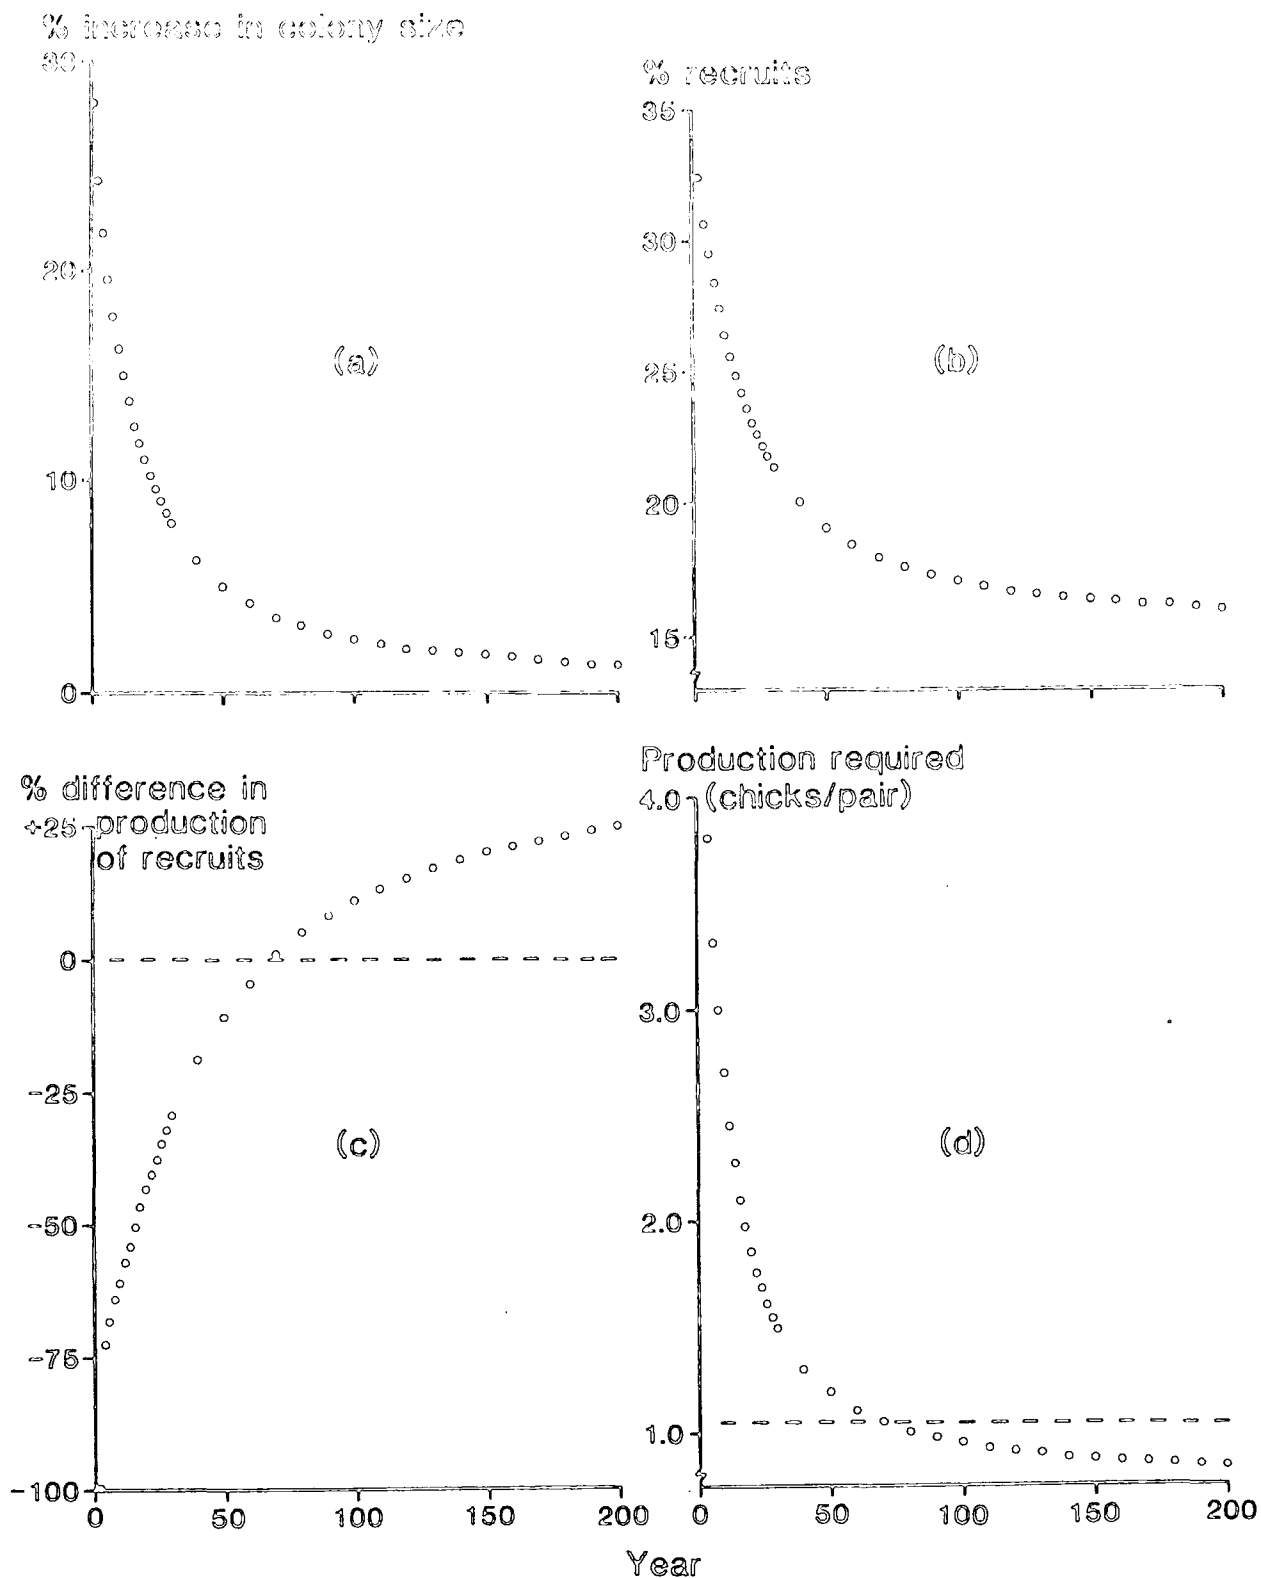 % increase in colony size
30
20
10
0
(a)
% recruits
35
30
25
20
15
(b)
% difference in
production
of recruits
+25
0
-25
-50
-75
-100
(c)
0 50 100 150 200
Production required
(chicks/pair)
4.0
3.0
2.0
1.0
(d)
0 50 100 150 200
Year